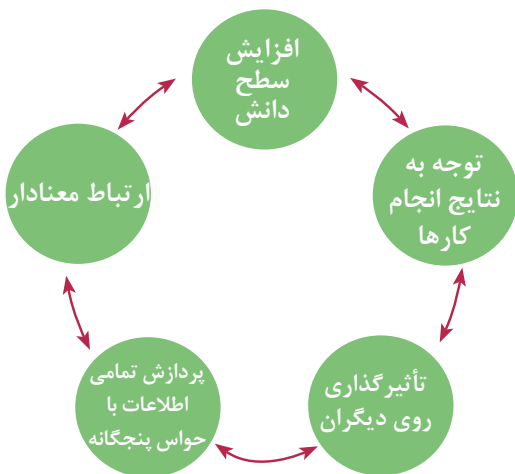 افزایش
سطح
دانش
توجه به
نتایج انجام
کارها
تأثیرگذاری
روی دیگران
پردازش تمامی
اطلاعات با
حواس پنجگانه
ارتباط معنادار